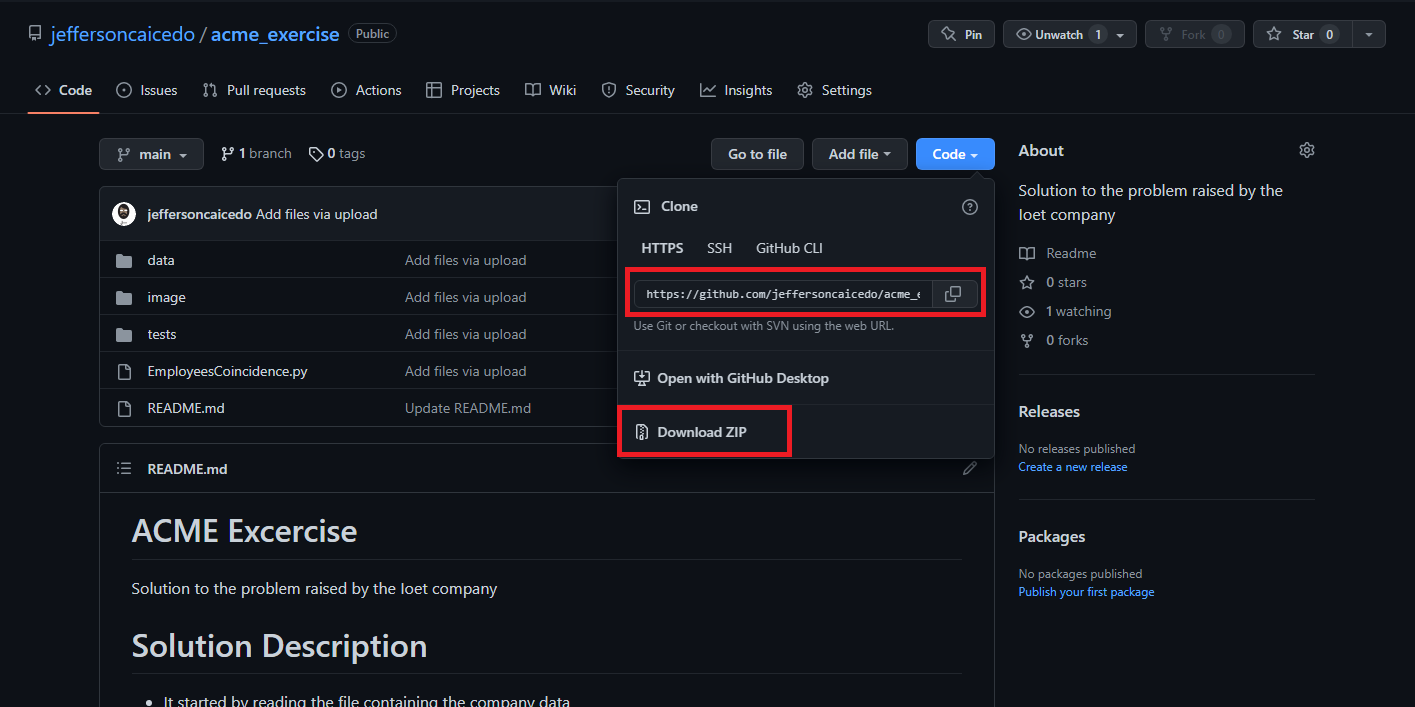 jeffersoncaicedo / acme_exercise Public
Pin Unwatch 1 Fork 0 Star 0
Code Issues Pull requests Actions Projects Wiki Security Insights Settings
main 1 branch 0 tags Go to file Add file Code
jeffersoncaicedo Add files via upload
data Add files via upload
image Add files via upload
tests Add files via upload
EmployeesCoincidence.py Add files via upload
README.md Update README.md
Clone
HTTPS SSH GitHub CLI
https://github.com/jeffersoncaicedo/acme_e
Use Git or checkout with SVN using the web URL.
Open with GitHub Desktop
Download ZIP
README.md
ACME Excercise
Solution to the problem raised by the Ioet company
Solution Description
• It started by reading the file containing the company data
About
Solution to the problem raised by the
Ioet company
Readme
0 stars
1 watching
0 forks
Releases
No releases published
Create a new release
Packages
No packages published
Publish your first package